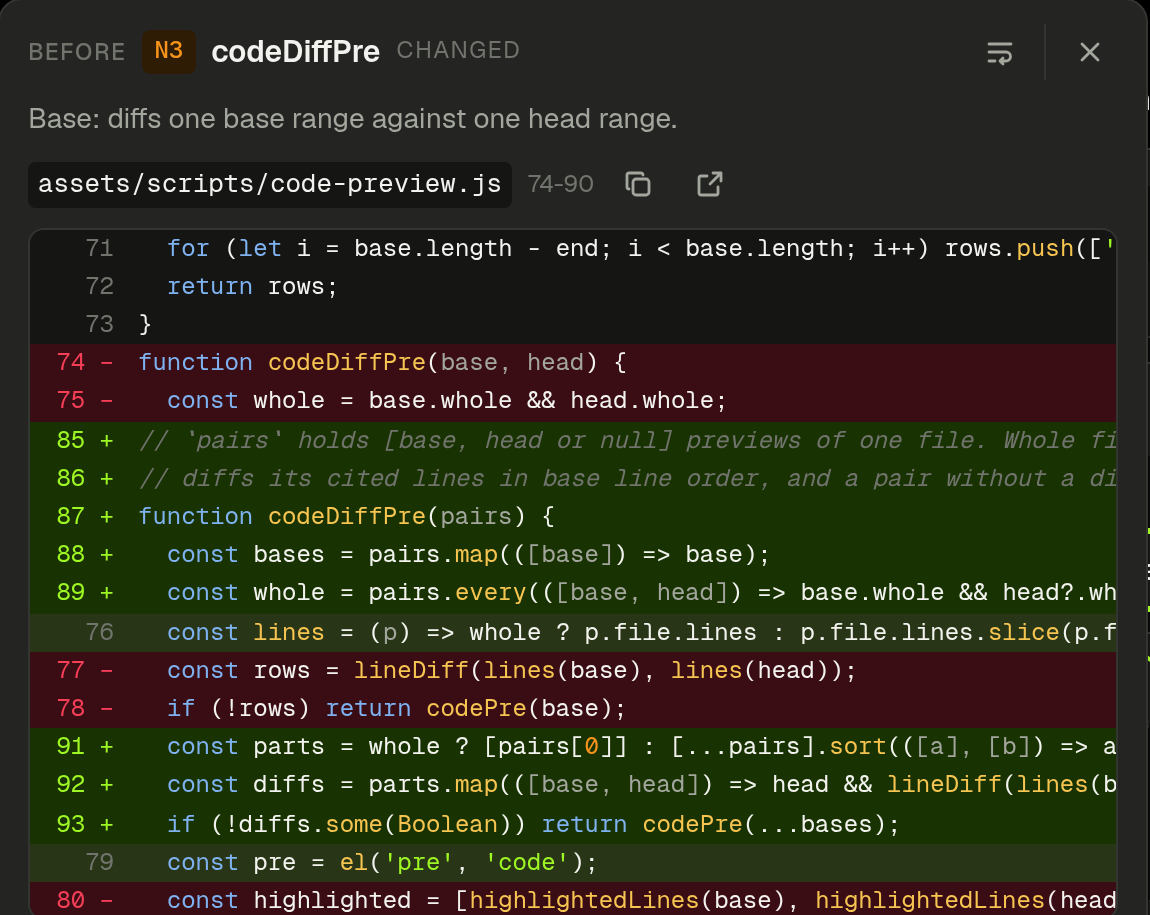 BEFORE N3 codeDiffPre CHANGED
Base: diffs one base range against one head range.
assets/scripts/code-preview.js 74-90
71 for (let i = base.length - end; i < base.length; i++) rows.push(['
72 return rows;
73 }
74 - function codeDiffPre(base, head) {
75 - const whole = base.whole && head.whole;
85 + // `pairs` holds [base, head or null] previews of one file. Whole fi
86 + // diffs its cited lines in base line order, and a pair without a di
87 + function codeDiffPre(pairs) {
88 + const bases = pairs.map(([base]) => base);
89 + const whole = pairs.every(([base, head]) => base.whole && head?.wh
76 const lines = (p) => whole ? p.file.lines : p.file.lines.slice(p.f
77 - const rows = lineDiff(lines(base), lines(head));
78 - if (!rows) return codePre(base);
91 + const parts = whole ? [pairs[0]] : [...pairs].sort(([a], [b]) => a
92 + const diffs = parts.map(([base, head]) => head && lineDiff(lines(b
93 + if (!diffs.some(Boolean)) return codePre(...bases);
79 const pre = el('pre', 'code');
80 - const highlighted = [highlightedLines(base), highlightedLines(head